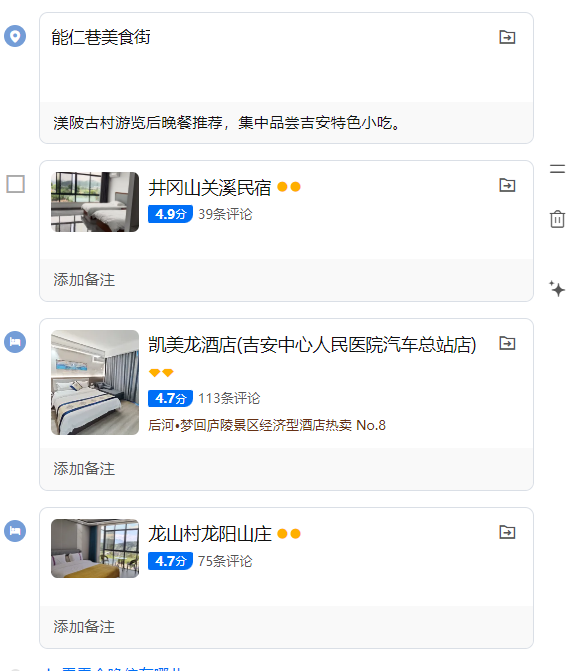 能仁巷美食街
渼陂古村游览后晚餐推荐，集中品尝吉安特色小吃。
井冈山关溪民宿
4.9分 39条评论
添加备注
凯美龙酒店(吉安中心人民医院汽车总站店)
4.7分 113条评论
后河•梦回庐陵景区经济型酒店热卖 No.8
添加备注
龙山村龙阳山庄
4.7分 75条评论
添加备注